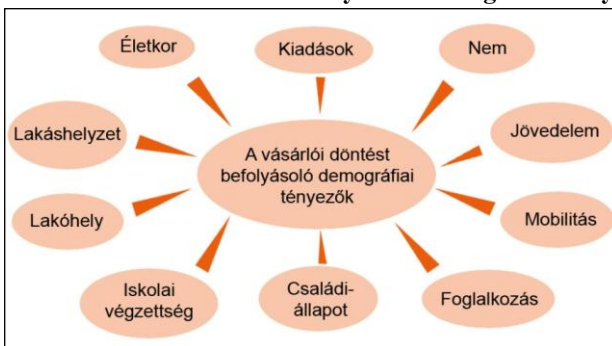 Életkor
Kiadások
Nem
Lakáshelyzet
Jövedelem
A vásárlói döntést
befolyásoló demográfiai
tényezők
Lakóhely
Mobilitás
Iskolai
végzettség
Családi-
állapot
Foglalkozás